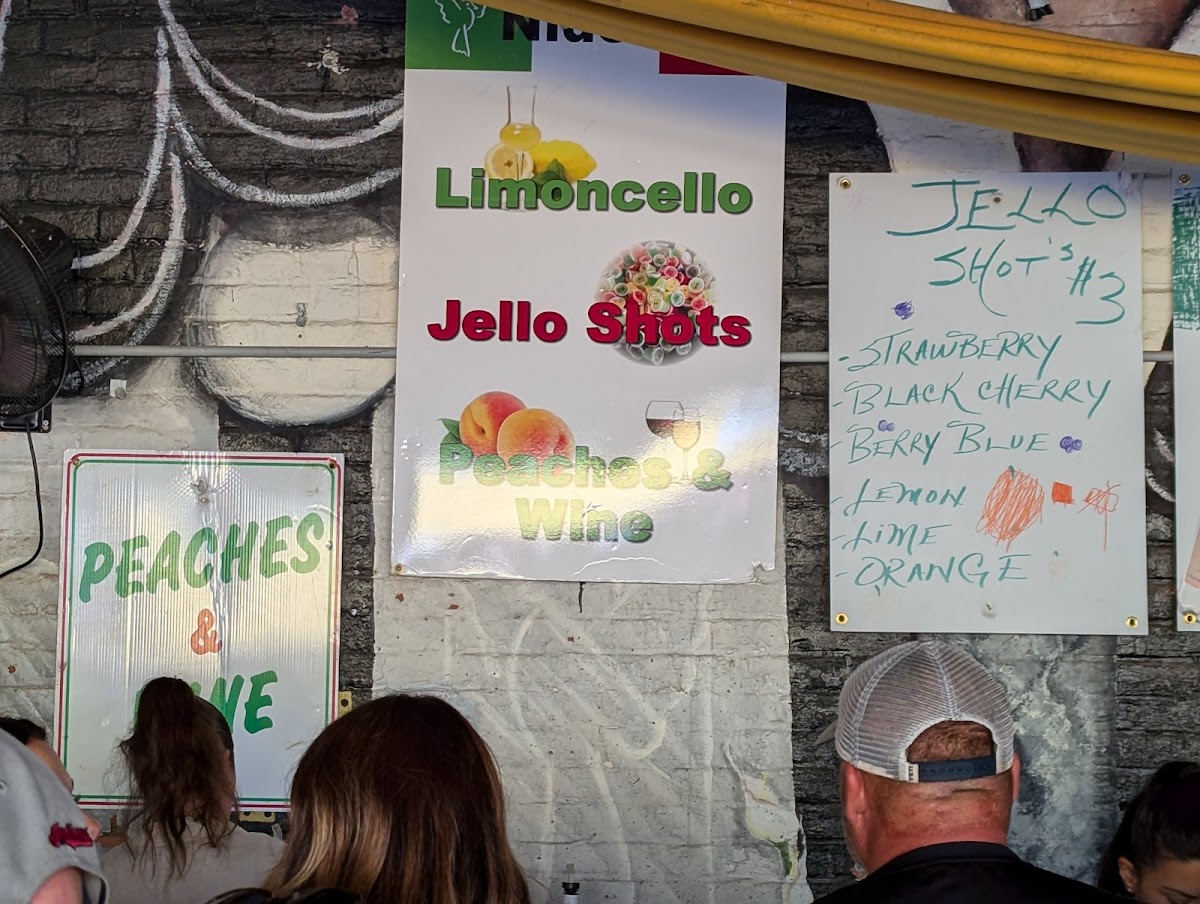 Limoncello
Jello Shots
Peaches &
Wine
PEACHES
&
JELLO
SHOT'S #3
-STRAWBERRY
-BLACK CHERRY
-BERRY BLUE
-LEMON
-LIME
-ORANGE